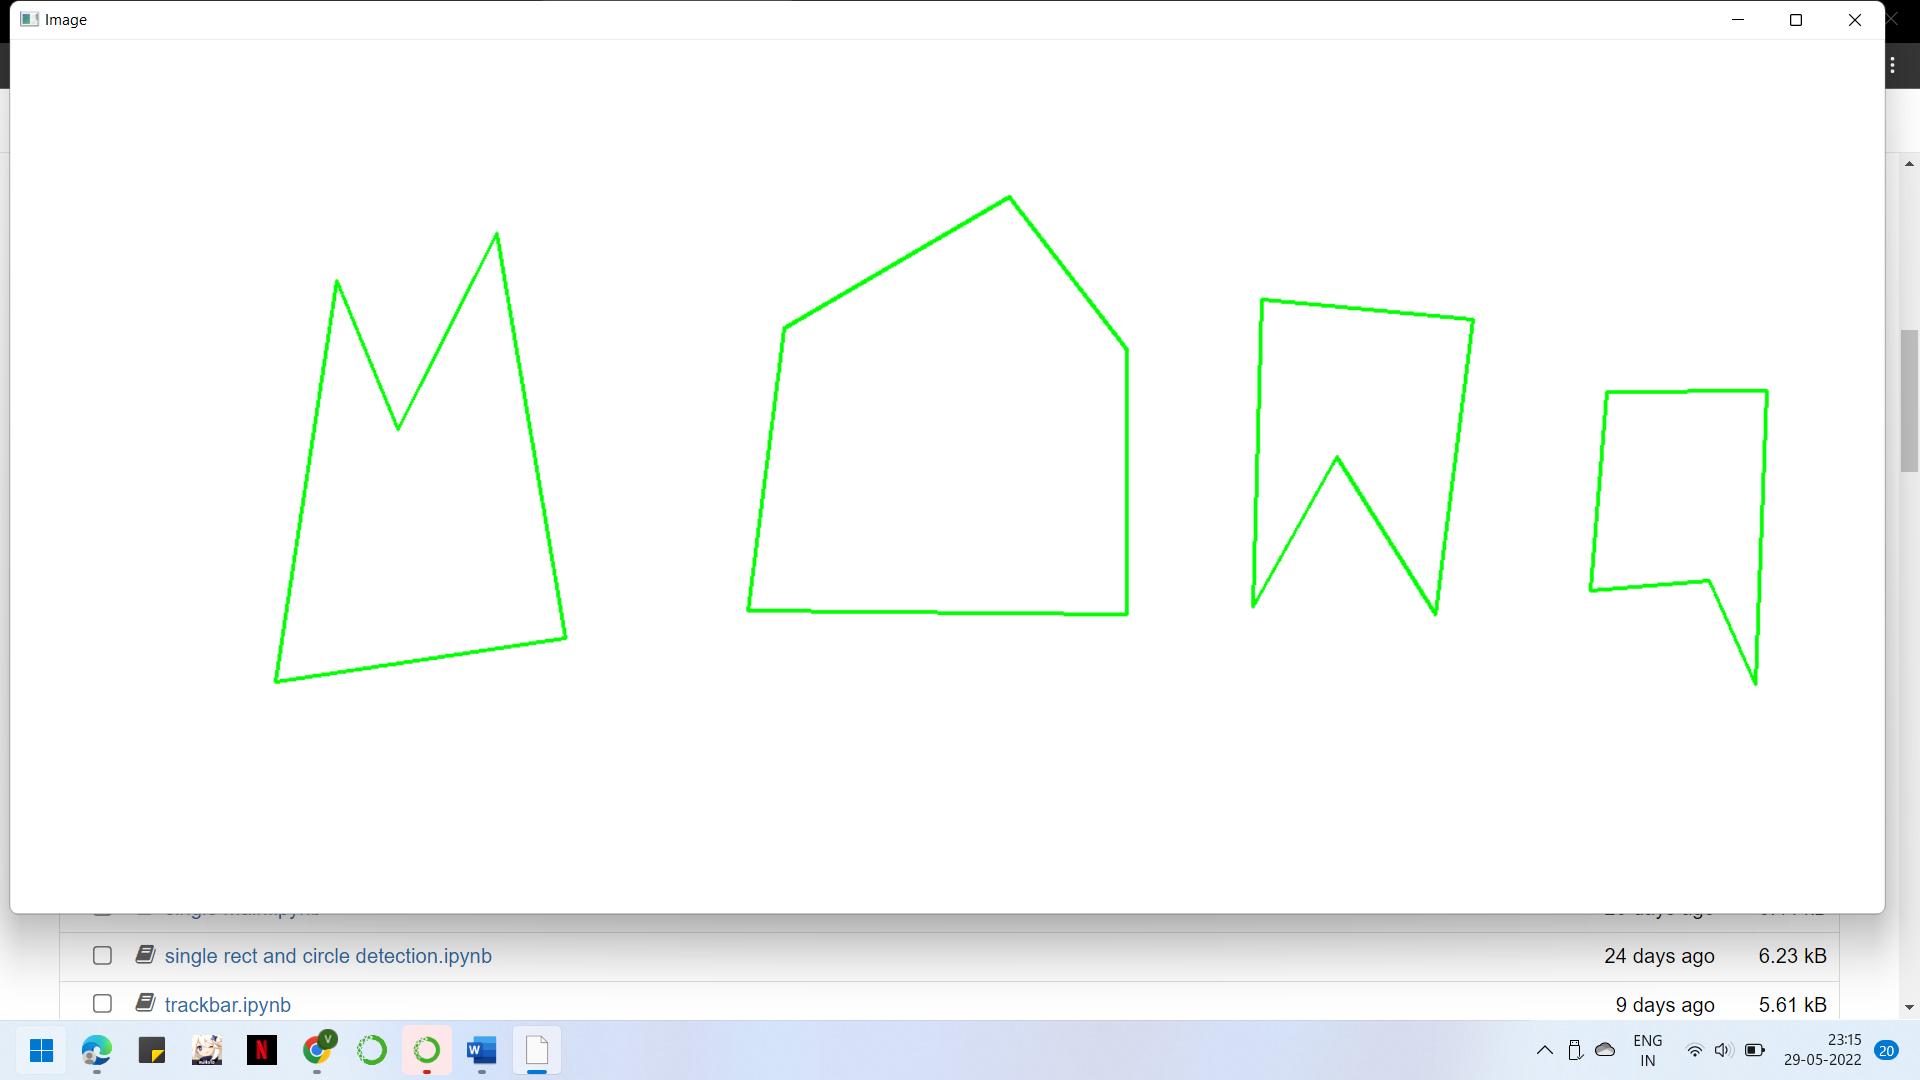 Image
single rect and circle detection.ipynb 24 days ago 6.23 kB
trackbar.ipynb 9 days ago 5.61 kB
V
N
W
ENG
IN
23:15
29-05-2022
20